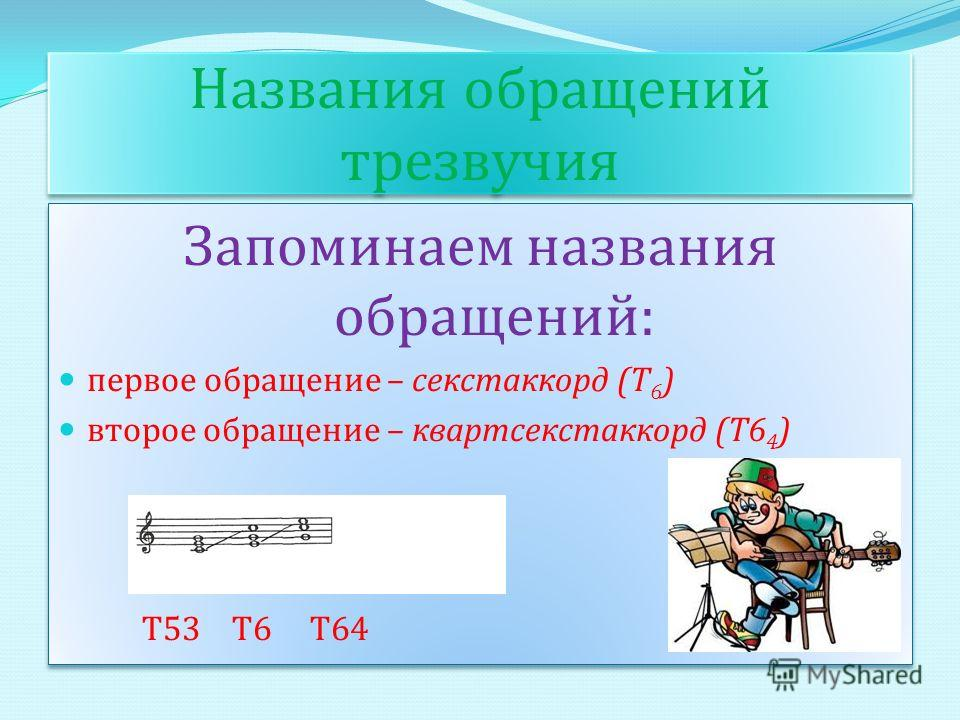 Названия обращений
трезвучия
Запоминаем названия
обращений:
первое обращение – секстаккорд (Т6)
второе обращение – квартсекстаккорд (Т64)
Т53 Т6 Т64
MyShared